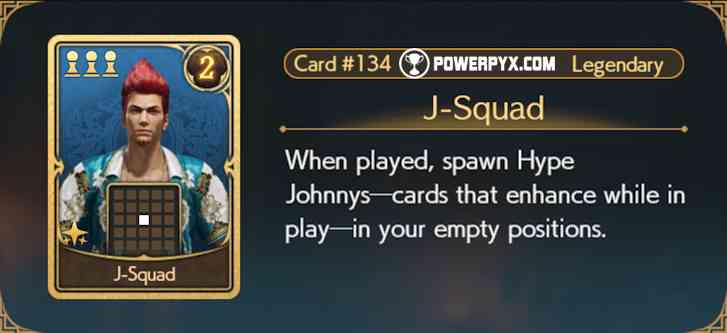 2
J-Squad
Card #134 POWERPYX.COM Legendary
J-Squad
When played, spawn Hype
Johnnys—cards that enhance while in
play—in your empty positions.